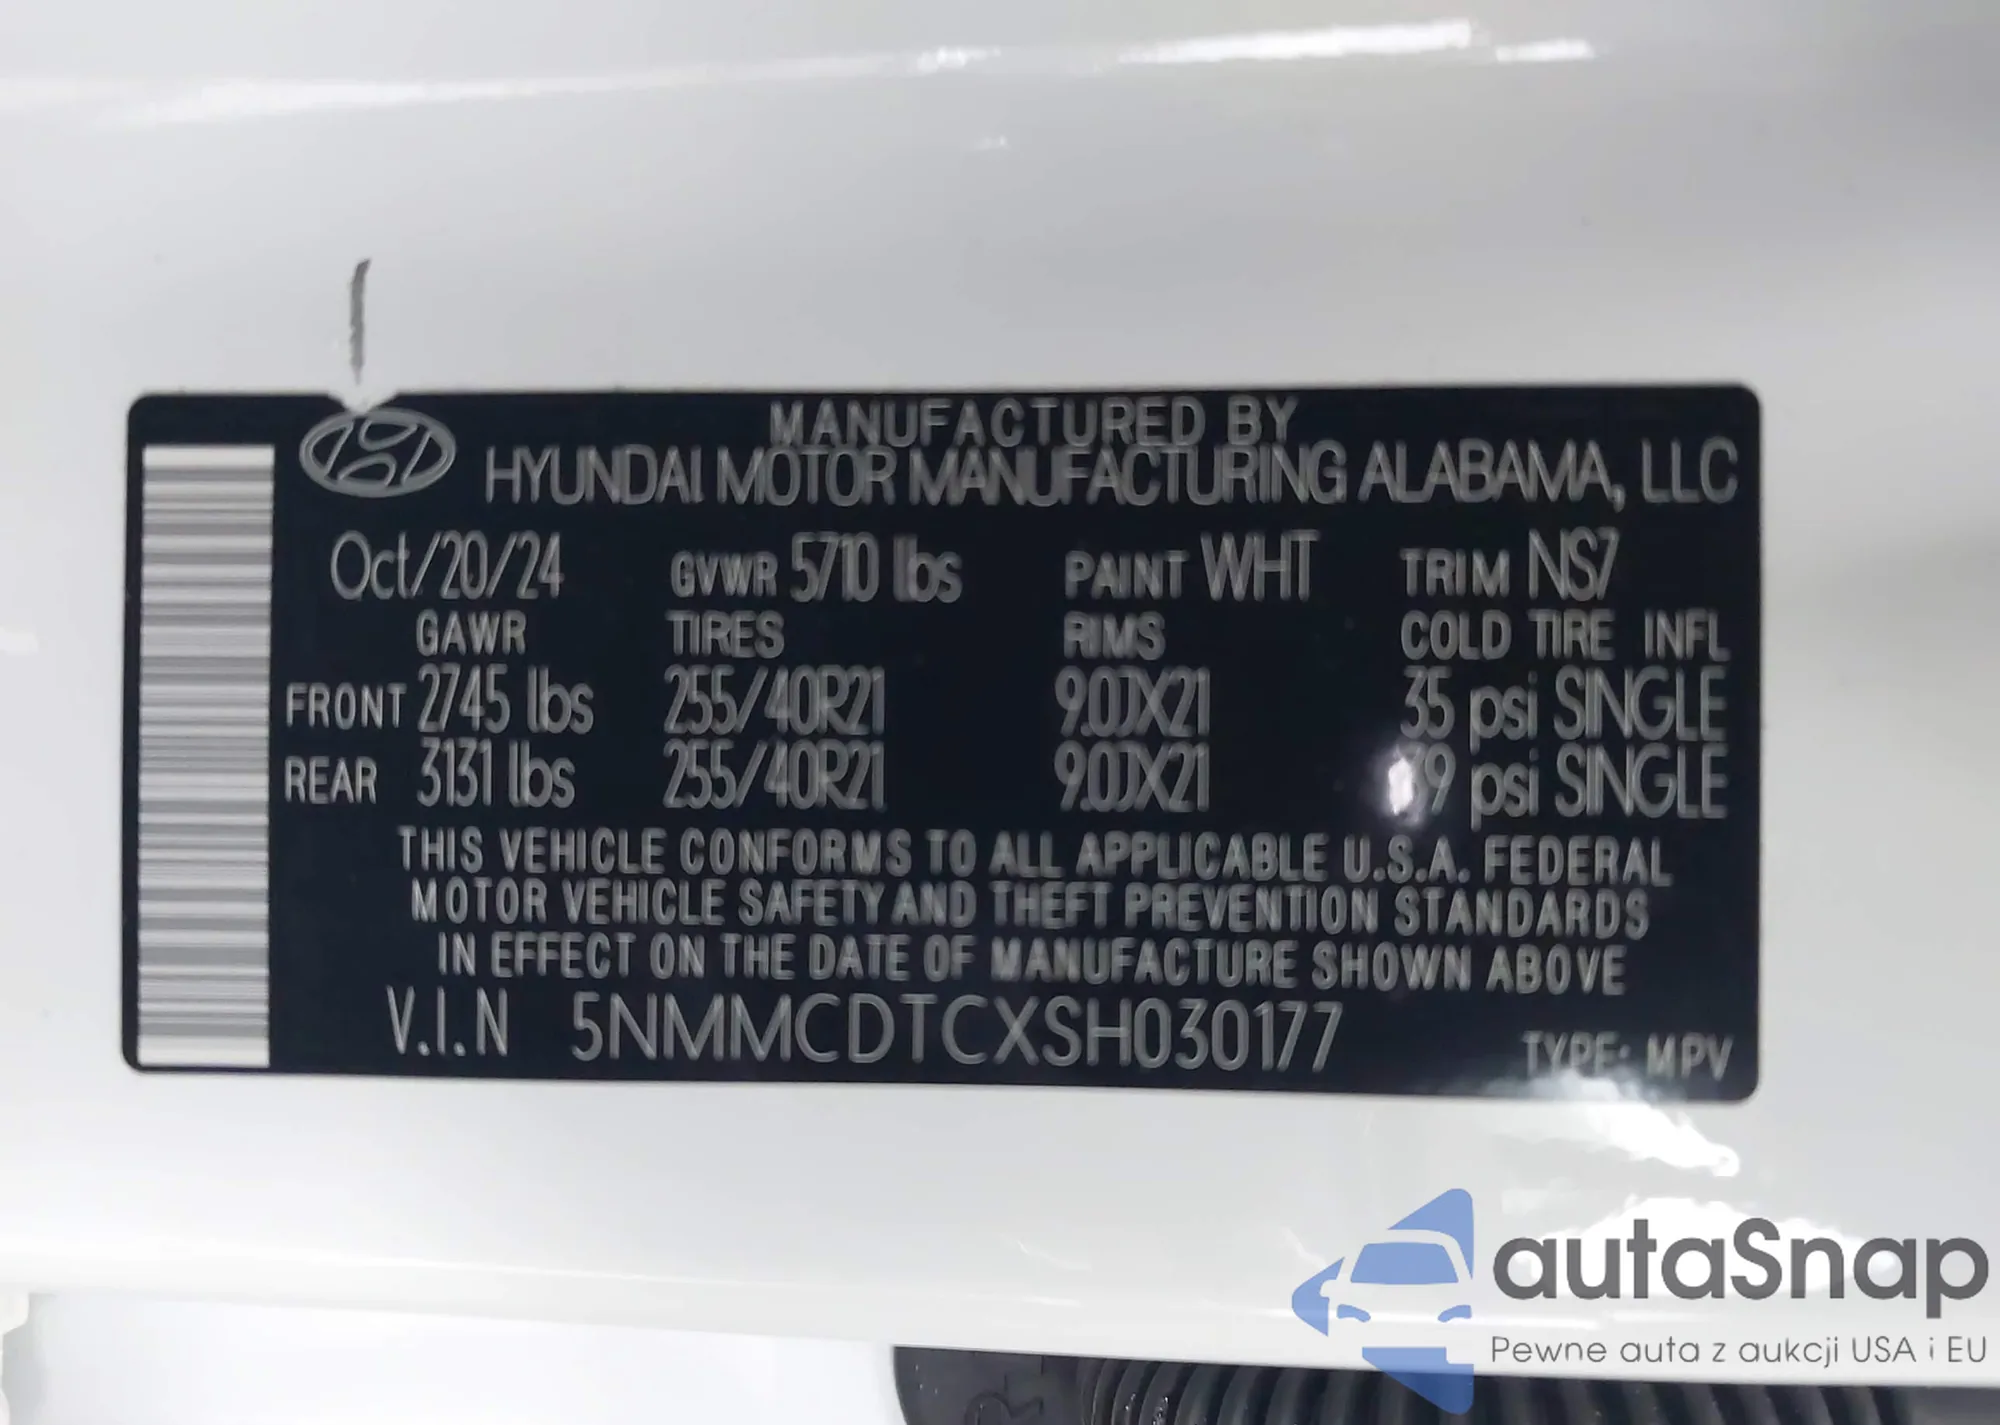 MANUFACTURED BY
HYUNDAI MOTOR MANUFACTURING ALABAMA, LLC
Oct/20/24 GVWR 5710 lbs PAINT WHT TRIM NS7
GAWR TIRES RIMS COLD TIRE INFL
FRONT 2745 lbs 255/40R21 9.0JX21 35 psi SINGLE
REAR 3131 lbs 255/40R21 9.0JX21 psi SINGLE
THIS VEHICLE CONFORMS TO ALL APPLICABLE U.S.A. FEDERAL
MOTOR VEHICLE SAFETY AND THEFT PREVENTION STANDARDS
IN EFFECT ON THE DATE OF MANUFACTURE SHOWN ABOVE
V.I.N 5NMMCDTCXSH030177 TYPE: MPV
autaSnap
Pewne auta z aukcji USA i EU